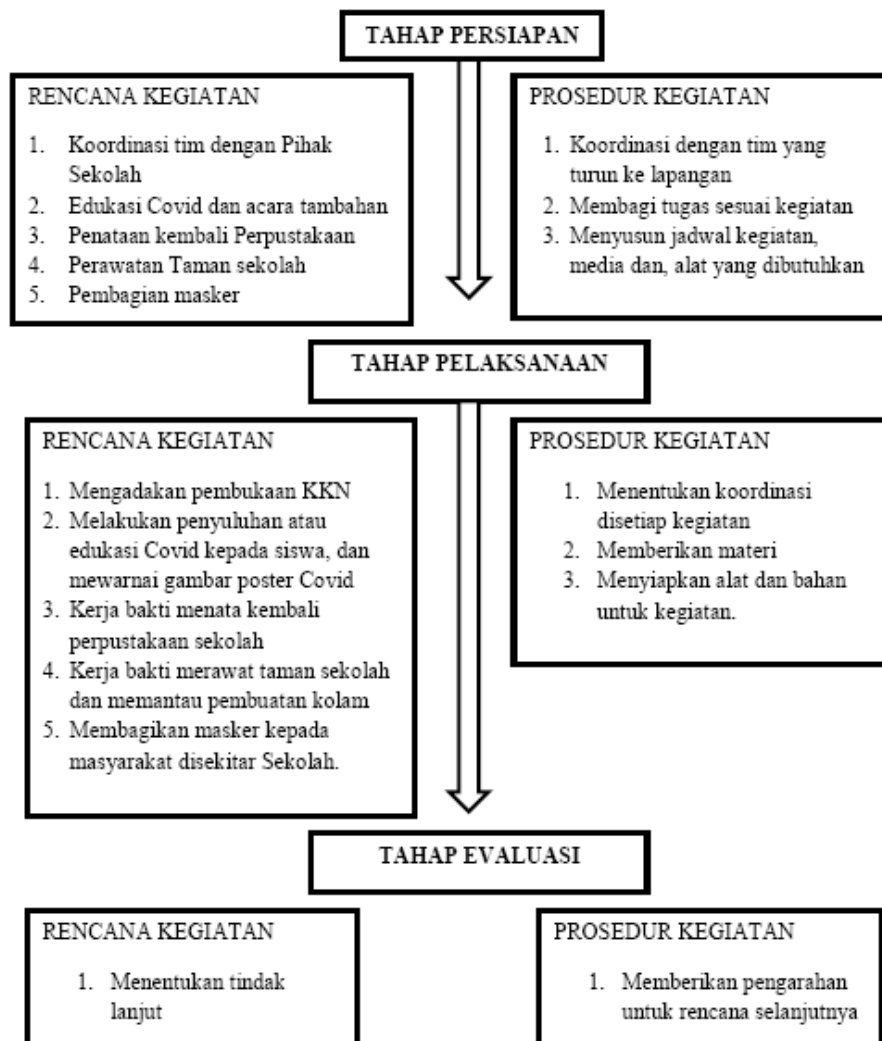 TAHAP PERSIAPAN
RENCANA KEGIATAN
1. Koordinasi tim dengan Pihak
Sekolah
2. Edukasi Covid dan acara tambahan
3. Penataan kembali Perpustakaan
4. Perawatan Taman sekolah
5. Pembagian masker
PROSEDUR KEGIATAN
1. Koordinasi dengan tim yang
turun ke lapangan
2. Membagi tugas sesuai kegiatan
3. Menyusun jadwal kegiatan,
media dan, alat yang dibutuhkan
TAHAP PELAKSANAAN
RENCANA KEGIATAN
1. Mengadakan pembukaan KKN
2. Melakukan penyuluhan atau
edukasi Covid kepada siswa, dan
mewarnai gambar poster Covid
3. Kerja bakti menata kembali
perpustakaan sekolah
4. Kerja bakti merawat taman sekolah
dan memantau pembuatan kolam
5. Membagikan masker kepada
masyarakat disekitar Sekolah.
PROSEDUR KEGIATAN
1. Menentukan koordinasi
disetiap kegiatan
2. Memberikan materi
3. Menyiapkan alat dan bahan
untuk kegiatan.
TAHAP EVALUASI
RENCANA KEGIATAN
1. Menentukan tindak
lanjut
PROSEDUR KEGIATAN
1. Memberikan pengarahan
untuk rencana selanjutnya